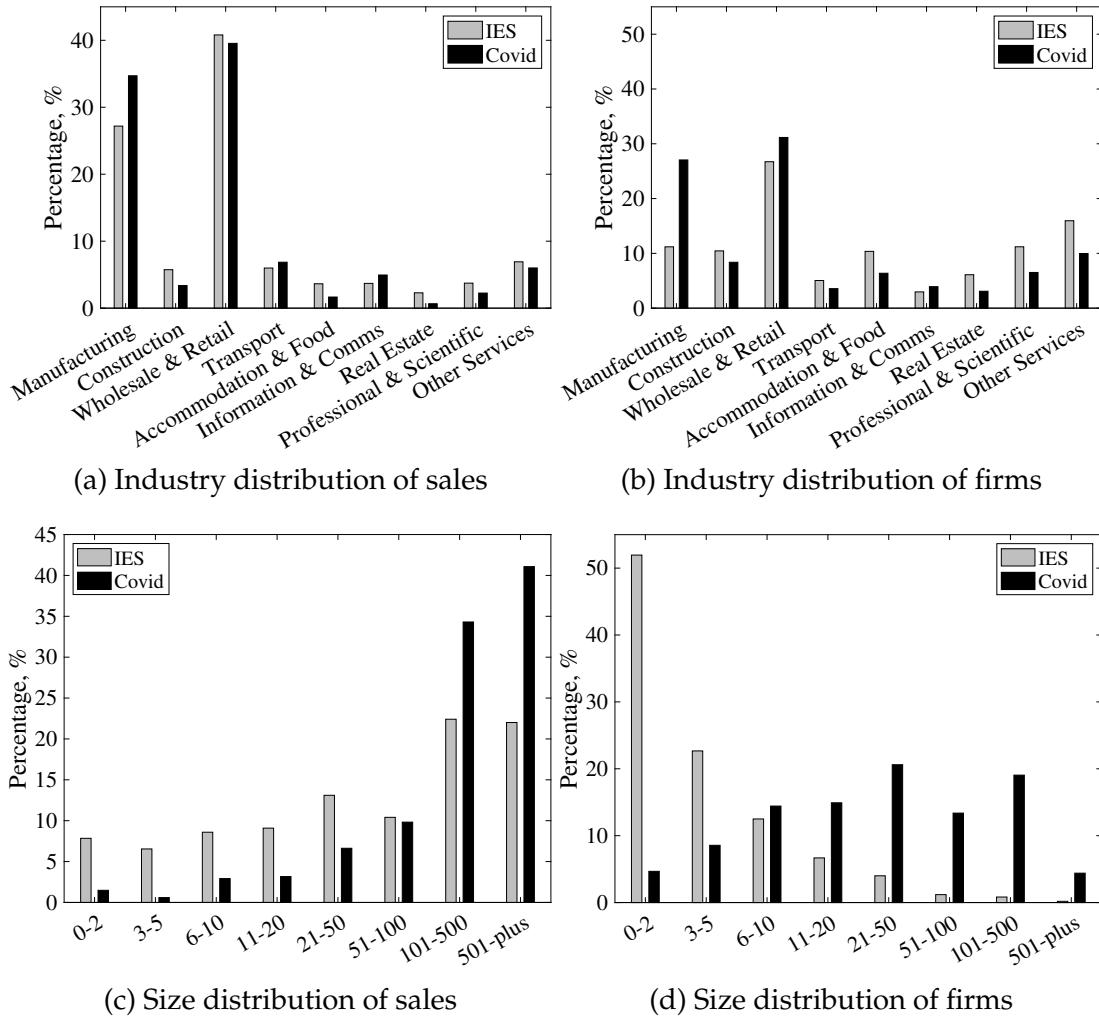 IES
Covid
Percentage, %
40
30
20
10
0
Manufacturing
Construction
Wholesale & Retail
Transport
Accommodation & Food
Information & Comms
Real Estate
Professional & Scientific
Other Services
(a) Industry distribution of sales
IES
Covid
Percentage, %
50
40
30
20
10
0
Manufacturing
Construction
Wholesale & Retail
Transport
Accommodation & Food
Information & Comms
Real Estate
Professional & Scientific
Other Services
(b) Industry distribution of firms
IES
Covid
Percentage, %
45
40
35
30
25
20
15
10
5
0
0-2
3-5
6-10
11-20
21-50
51-100
101-500
501-plus
(c) Size distribution of sales
IES
Covid
Percentage, %
50
40
30
20
10
0
0-2
3-5
6-10
11-20
21-50
51-100
101-500
501-plus
(d) Size distribution of firms